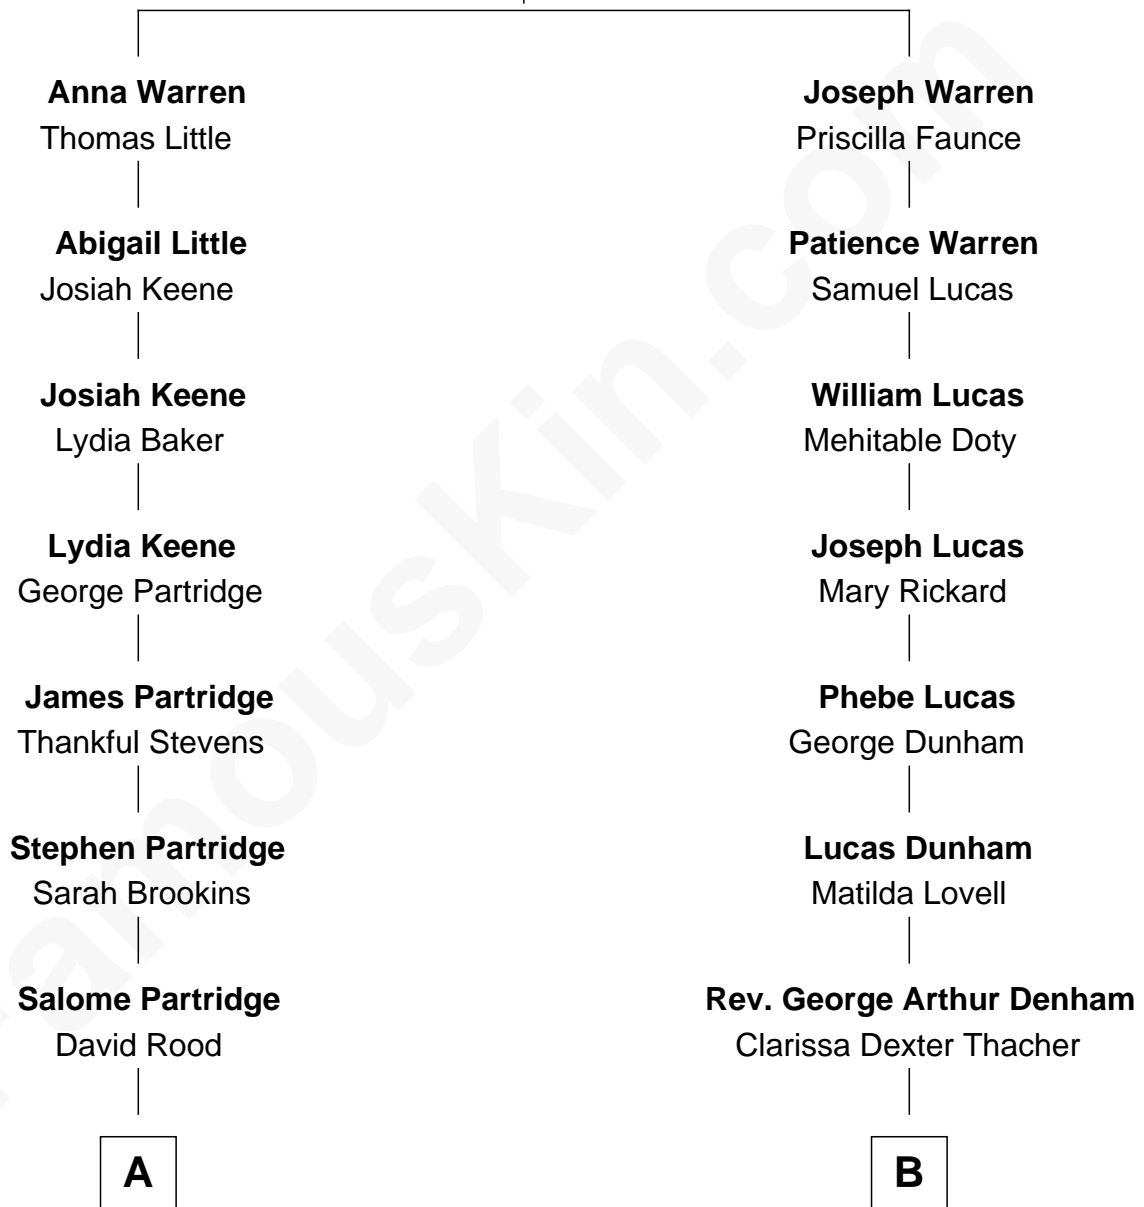 Anna Warren
Thomas Little
Abigail Little
Josiah Keene
Josiah Keene
Lydia Baker
Lydia Keene
George Partridge
James Partridge
Thankful Stevens
Stephen Partridge
Sarah Brookins
Salome Partridge
David Rood
A
Joseph Warren
Priscilla Faunce
Patience Warren
Samuel Lucas
William Lucas
Mehitable Doty
Joseph Lucas
Mary Rickard
Phebe Lucas
George Dunham
Lucas Dunham
Matilda Lovell
Rev. George Arthur Denham
Clarissa Dexter Thacher
B
FamousKin.com